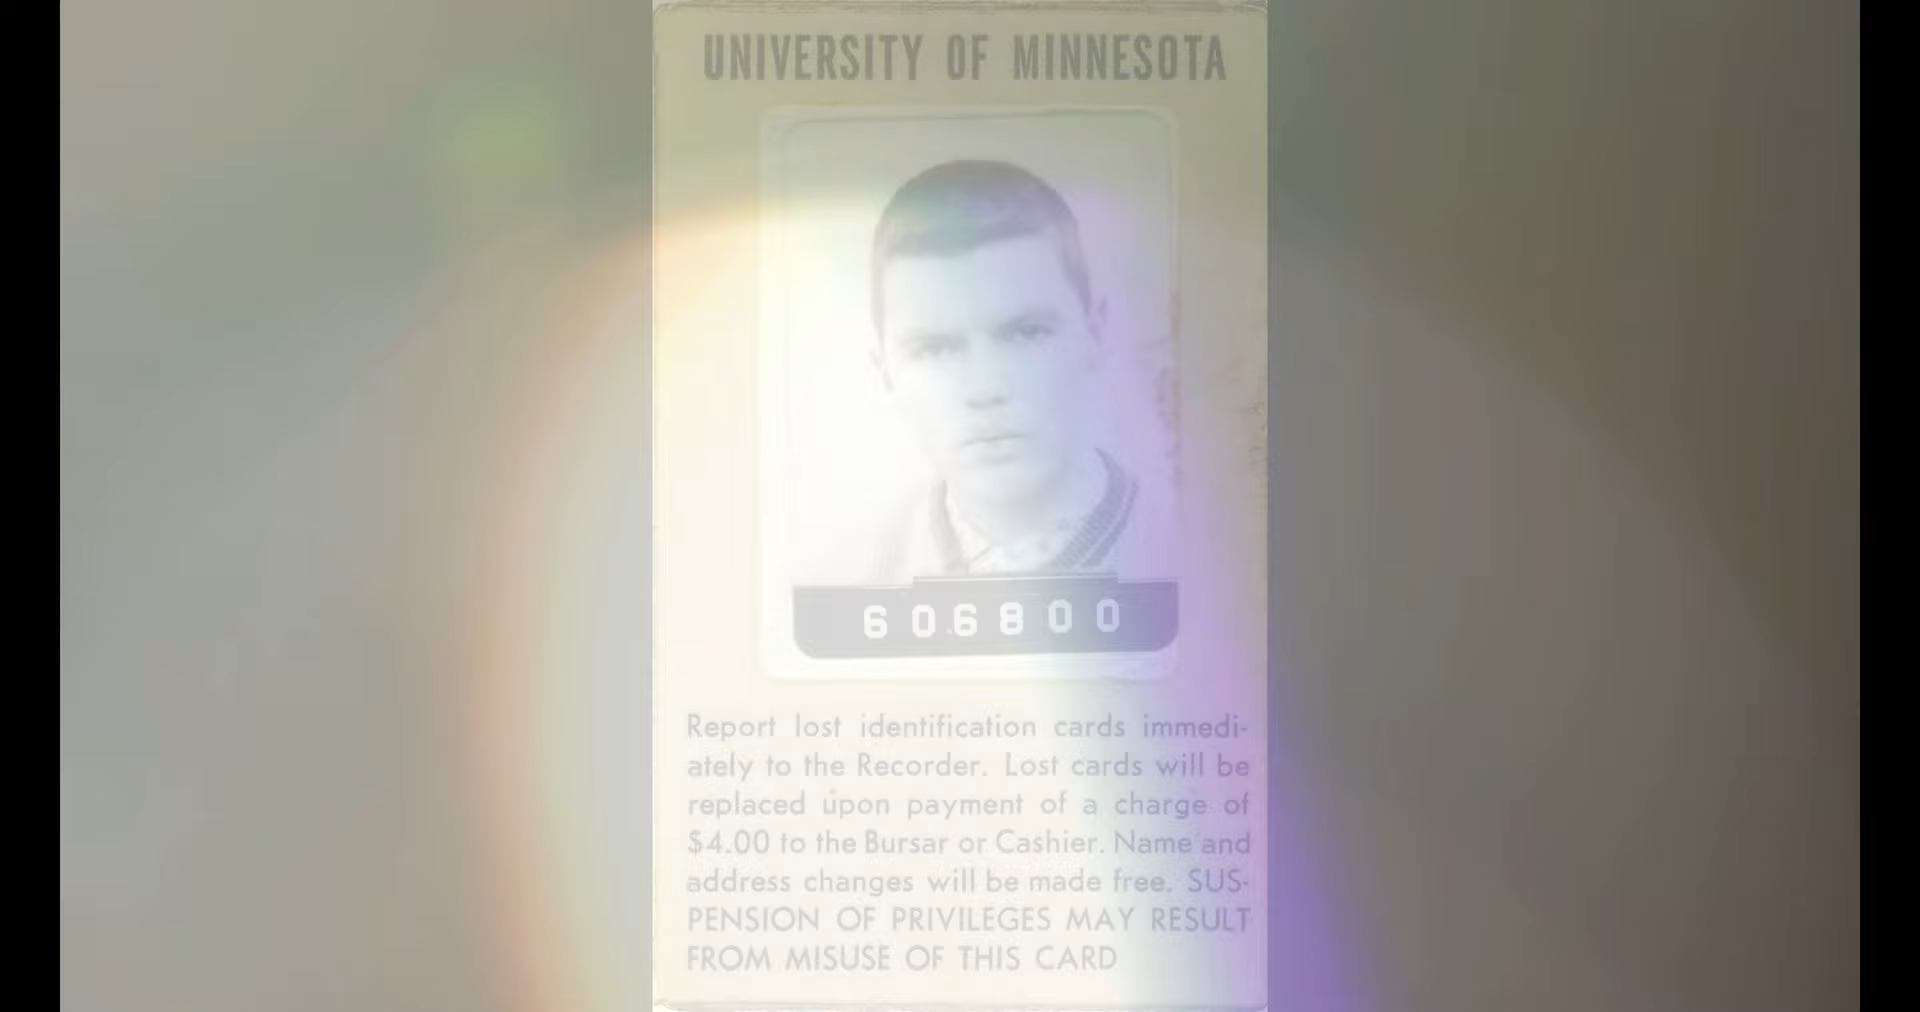 UNIVERSITY OF MINNESOTA
606800
Report lost identification cards immedi-
ately to the Recorder. Lost cards will be
replaced upon payment of a charge of
$4.00 to the Bursar or Cashier. Name and
address changes will be made free. SUS-
PENSION OF PRIVILEGES MAY RESULT
FROM MISUSE OF THIS CARD